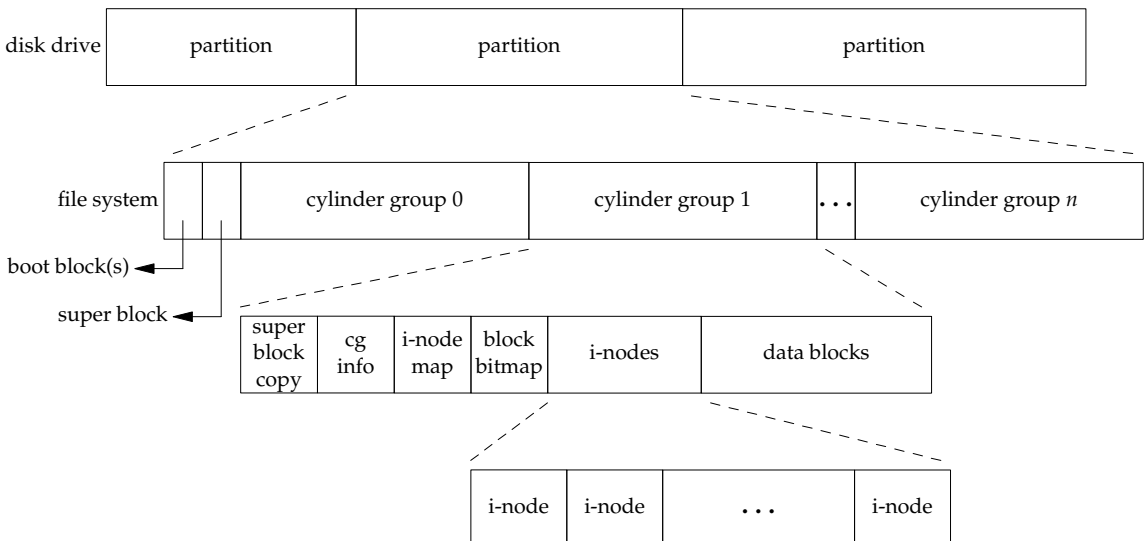 disk drive
partition
partition
partition
file system
cylinder group 0
cylinder group 1
...
cylinder group n
boot block(s)
super block
super
block
copy
cg
info
i-node
map
block
bitmap
i-nodes
data blocks
i-node
i-node
...
i-node